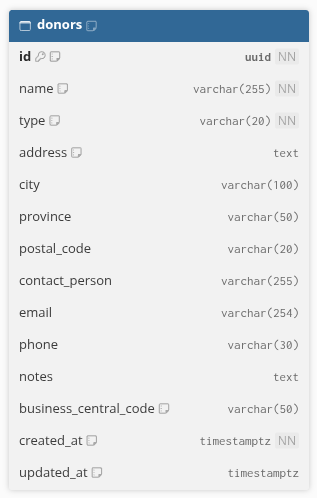 donors
id uuid NN
name varchar(255) NN
type varchar(20) NN
address text
city varchar(100)
province varchar(50)
postal_code varchar(20)
contact_person varchar(255)
email varchar(254)
phone varchar(30)
notes text
business_central_code varchar(50)
created_at timestamptz NN
updated_at timestamptz